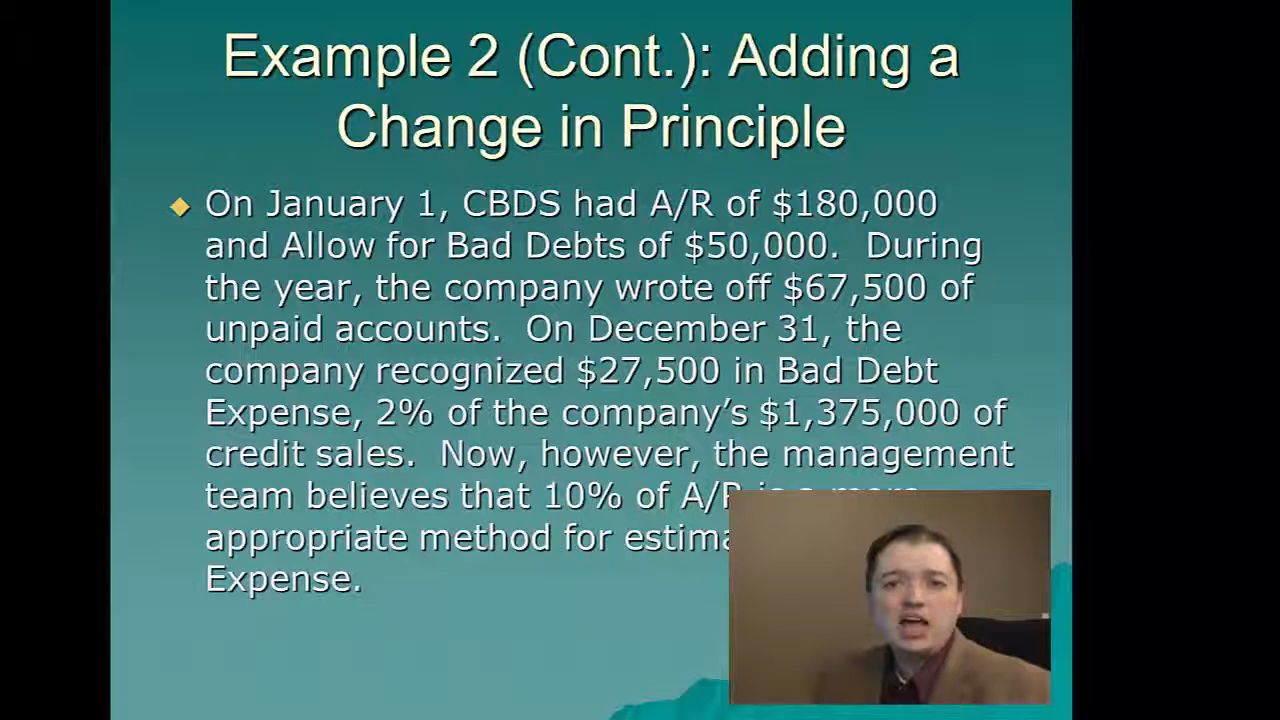 Example 2 (Cont.): Adding a
Change in Principle
On January 1, CBDS had A/R of $180,000
and Allow for Bad Debts of $50,000. During
the year, the company wrote off $67,500 of
unpaid accounts. On December 31, the
company recognized $27,500 in Bad Debt
Expense, 2% of the company's $1,375,000 of
credit sales. Now, however, the management
team believes that 10% of A/R is a more
appropriate method for
Expense.